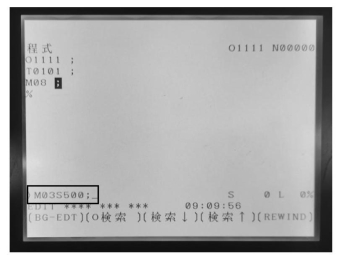 程式 O1111 N00000
O1111 ;
T0101 ;
M08 ;
%
) M03S500;_
S 0 L 0%
EDIT **** *** *** 09:09:56
(BG-EDT)(O検索 )(検索↓)(検索↑)(REWIND)